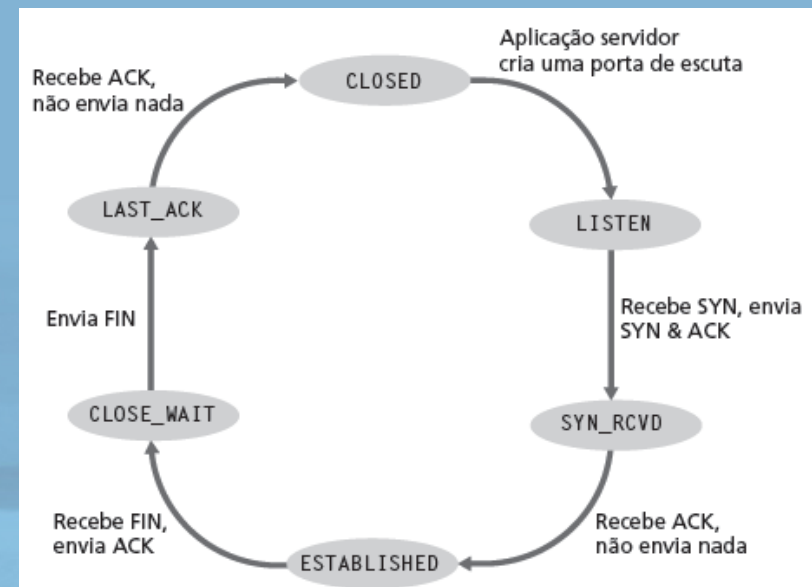 CLOSED
Aplicação servidor
cria uma porta de escuta
LISTEN
Recebe SYN, envia
SYN & ACK
SYN_RCVD
Recebe ACK,
não envia nada
ESTABLISHED
Recebe FIN,
envia ACK
CLOSE_WAIT
Envia FIN
LAST_ACK
Recebe ACK,
não envia nada